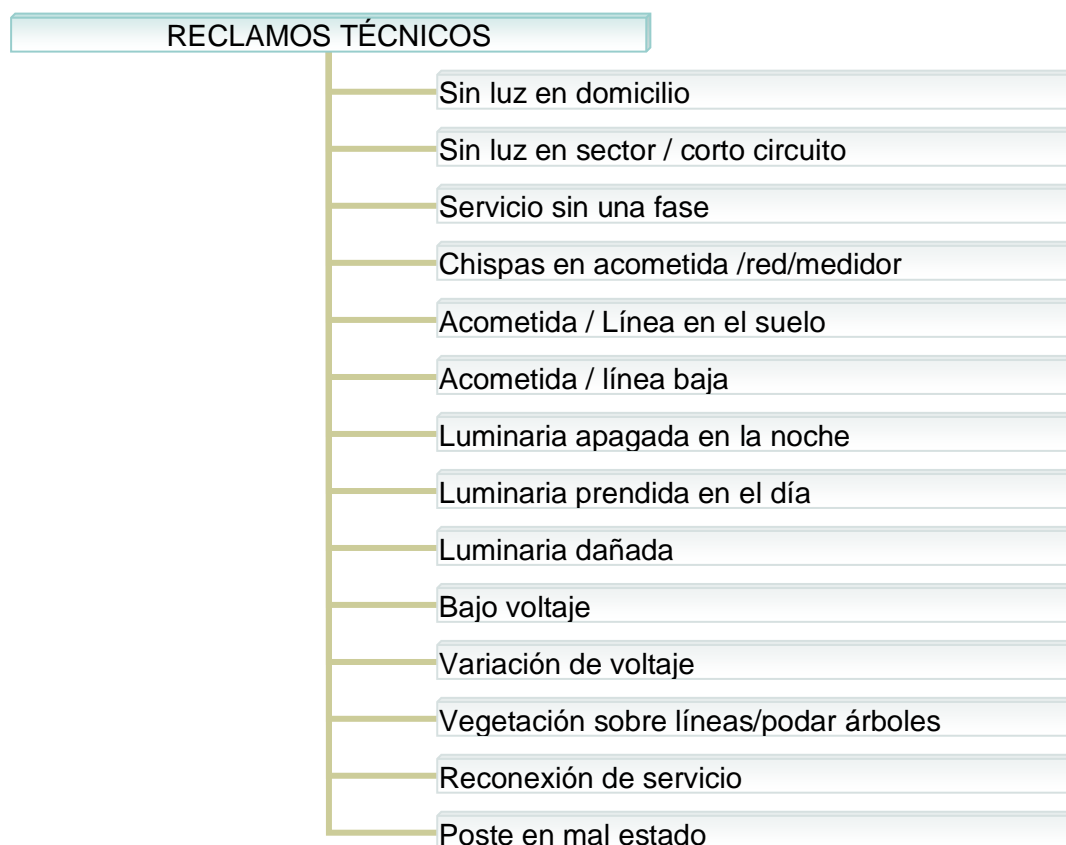 RECLAMOS TÉCNICOS
Sin luz en domicilio
Sin luz en sector / corto circuito
Servicio sin una fase
Chispas en acometida /red/medidor
Acometida / Línea en el suelo
Acometida / línea baja
Luminaria apagada en la noche
Luminaria prendida en el día
Luminaria dañada
Bajo voltaje
Variación de voltaje
Vegetación sobre líneas/podar árboles
Reconexión de servicio
Poste en mal estado